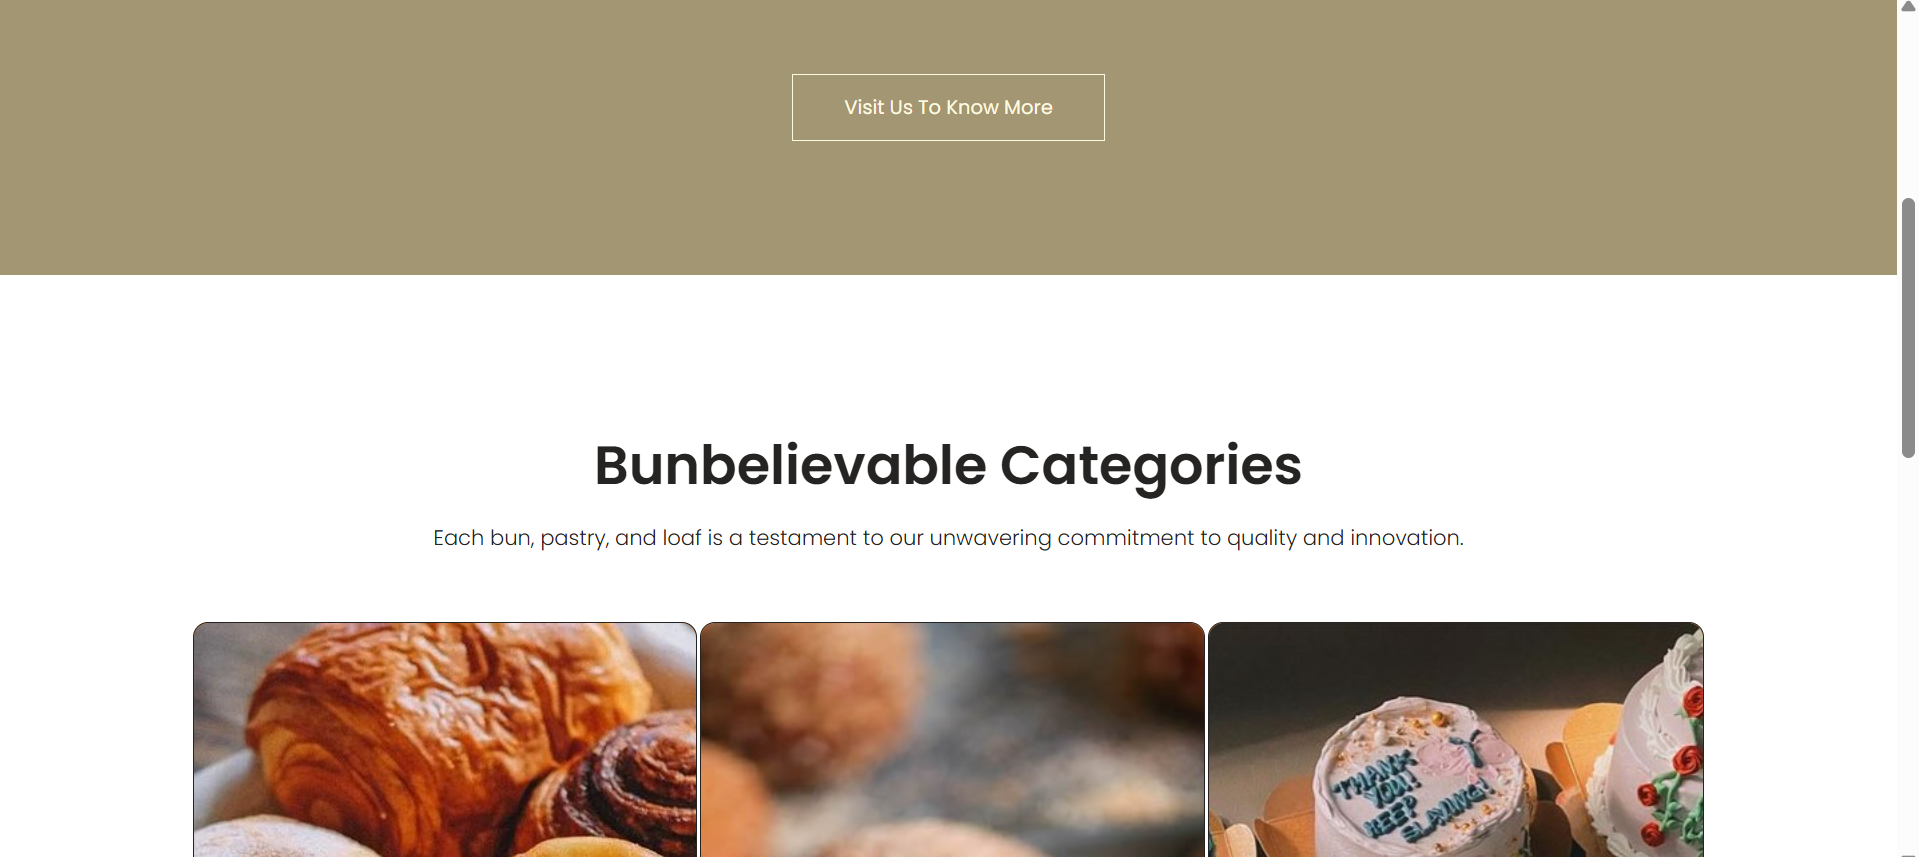 Visit Us To Know More
Bunbelievable Categories
Each bun, pastry, and loaf is a testament to our unwavering commitment to quality and innovation.
THANK
YOU!
KEEP
SLAYING!